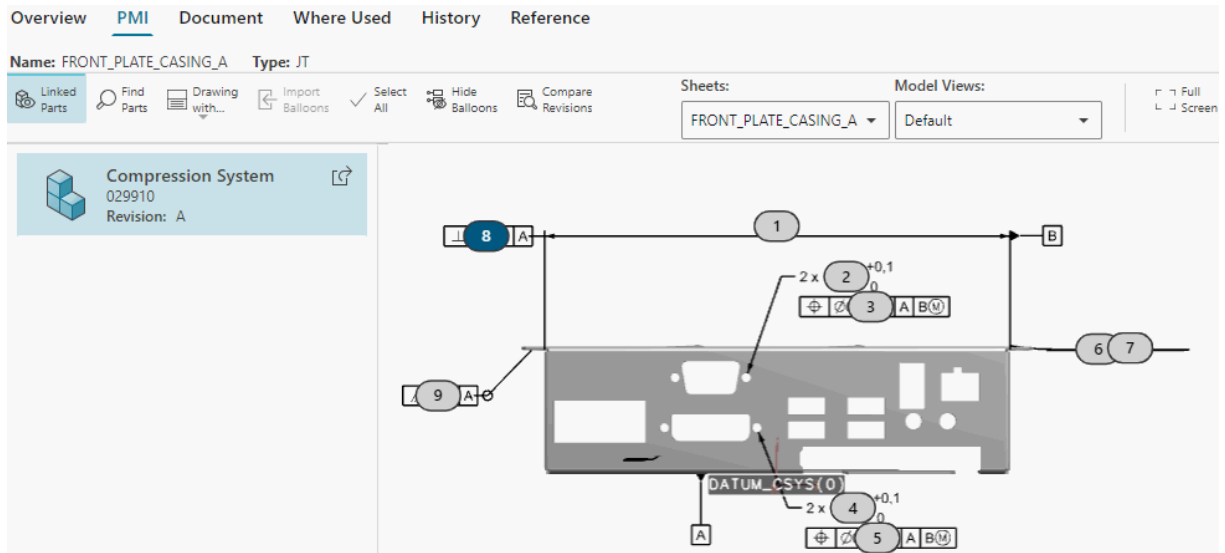 Overview PMI Document Where Used History Reference
Name: FRONT_PLATE_CASING_A Type: JT
Linked Parts
Find Parts
Drawing with...
Import Balloons
Select All
Hide Balloons
Compare Revisions
Sheets:
FRONT_PLATE_CASING_A
Model Views:
Default
Full Screen
Compression System
029910
Revision: A
⊥ 8 A
1
B
2 x 2 +0,1
0
⌖ ⌀ 3 A B Ⓜ
6 7
9 A
DATUM_CSYS(0)
2 x 4 +0,1
0
A
⌖ ⌀ 5 A B Ⓜ